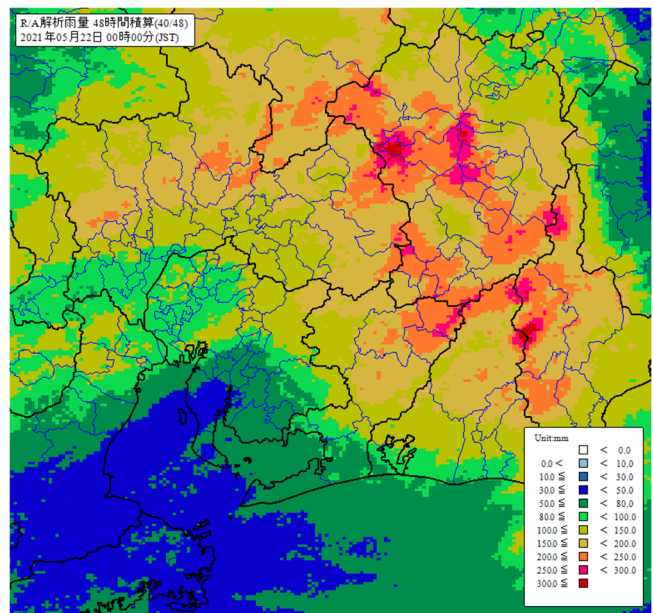 R/A解析雨量 48時間積算(40/48)
2021年05月22日 00時00分(JST)
Unit:mm
< 0.0
0.0 < < 10.0
10.0 ≦ < 30.0
30.0 ≦ < 50.0
50.0 ≦ < 80.0
80.0 ≦ < 100.0
100.0 ≦ < 150.0
150.0 ≦ < 200.0
200.0 ≦ < 250.0
250.0 ≦ < 300.0
300.0 ≦